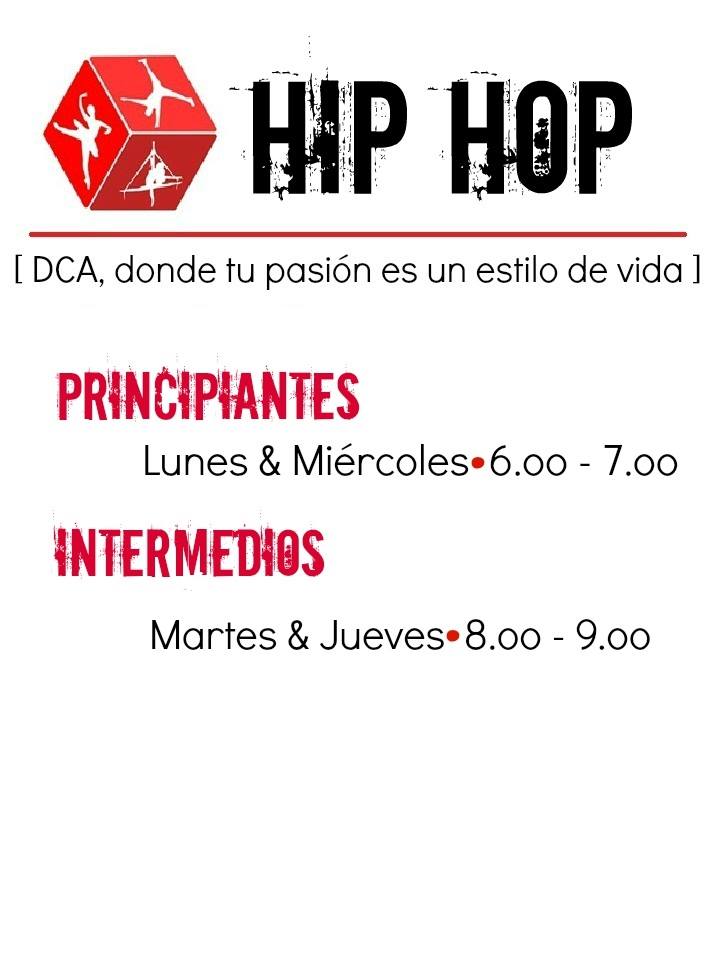 HIP HOP
[ DCA, donde tu pasión es un estilo de vida ]
PRINCIPIANTES
Lunes & Miércoles•6.00 - 7.00
INTERMEDIOS
Martes & Jueves•8.00 - 9.00